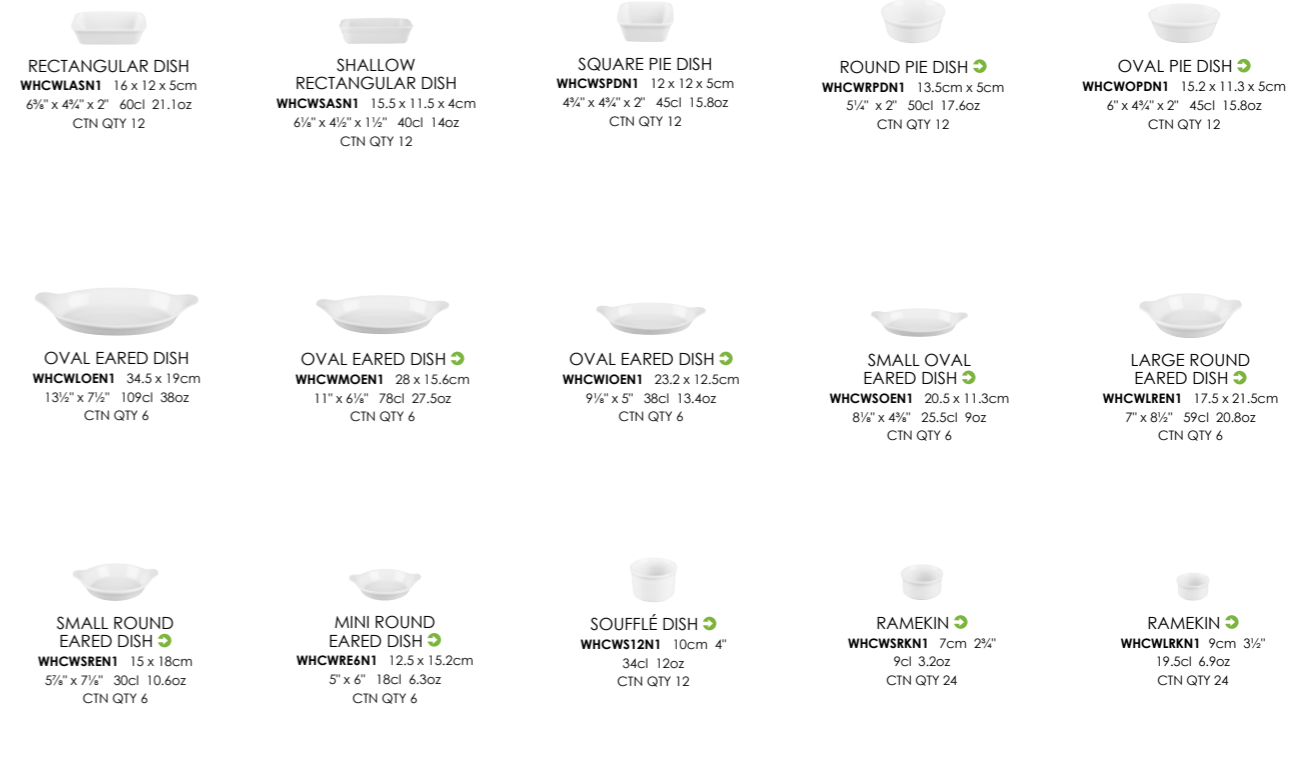 RECTANGULAR DISH
WHCWLASN1 16 x 12 x 5cm
6⅜" x 4¾" x 2" 60cl 21.1oz
CTN QTY 12
SHALLOW
RECTANGULAR DISH
WHCWSASN1 15.5 x 11.5 x 4cm
6⅛" x 4½" x 1½" 40cl 14oz
CTN QTY 12
SQUARE PIE DISH
WHCWSPDN1 12 x 12 x 5cm
4¾" x 4¾" x 2" 45cl 15.8oz
CTN QTY 12
ROUND PIE DISH
WHCWRPDN1 13.5cm x 5cm
5¼" x 2" 50cl 17.6oz
CTN QTY 12
OVAL PIE DISH
WHCWOPDN1 15.2 x 11.3 x 5cm
6" x 4¾" x 2" 45cl 15.8oz
CTN QTY 12
OVAL EARED DISH
WHCWLOEN1 34.5 x 19cm
13½" x 7½" 109cl 38oz
CTN QTY 6
OVAL EARED DISH
WHCWMOEN1 28 x 15.6cm
11" x 6⅛" 78cl 27.5oz
CTN QTY 6
OVAL EARED DISH
WHCWIOEN1 23.2 x 12.5cm
9⅛" x 5" 38cl 13.4oz
CTN QTY 6
SMALL OVAL
EARED DISH
WHCWSOEN1 20.5 x 11.3cm
8⅛" x 4⅜" 25.5cl 9oz
CTN QTY 6
LARGE ROUND
EARED DISH
WHCWLREN1 17.5 x 21.5cm
7" x 8½" 59cl 20.8oz
CTN QTY 6
SMALL ROUND
EARED DISH
WHCWSREN1 15 x 18cm
5⅞" x 7⅛" 30cl 10.6oz
CTN QTY 6
MINI ROUND
EARED DISH
WHCWRE6N1 12.5 x 15.2cm
5" x 6" 18cl 6.3oz
CTN QTY 6
SOUFFLÉ DISH
WHCWS12N1 10cm 4"
34cl 12oz
CTN QTY 12
RAMEKIN
WHCWSRKN1 7cm 2¾"
9cl 3.2oz
CTN QTY 24
RAMEKIN
WHCWLRKN1 9cm 3½"
19.5cl 6.9oz
CTN QTY 24